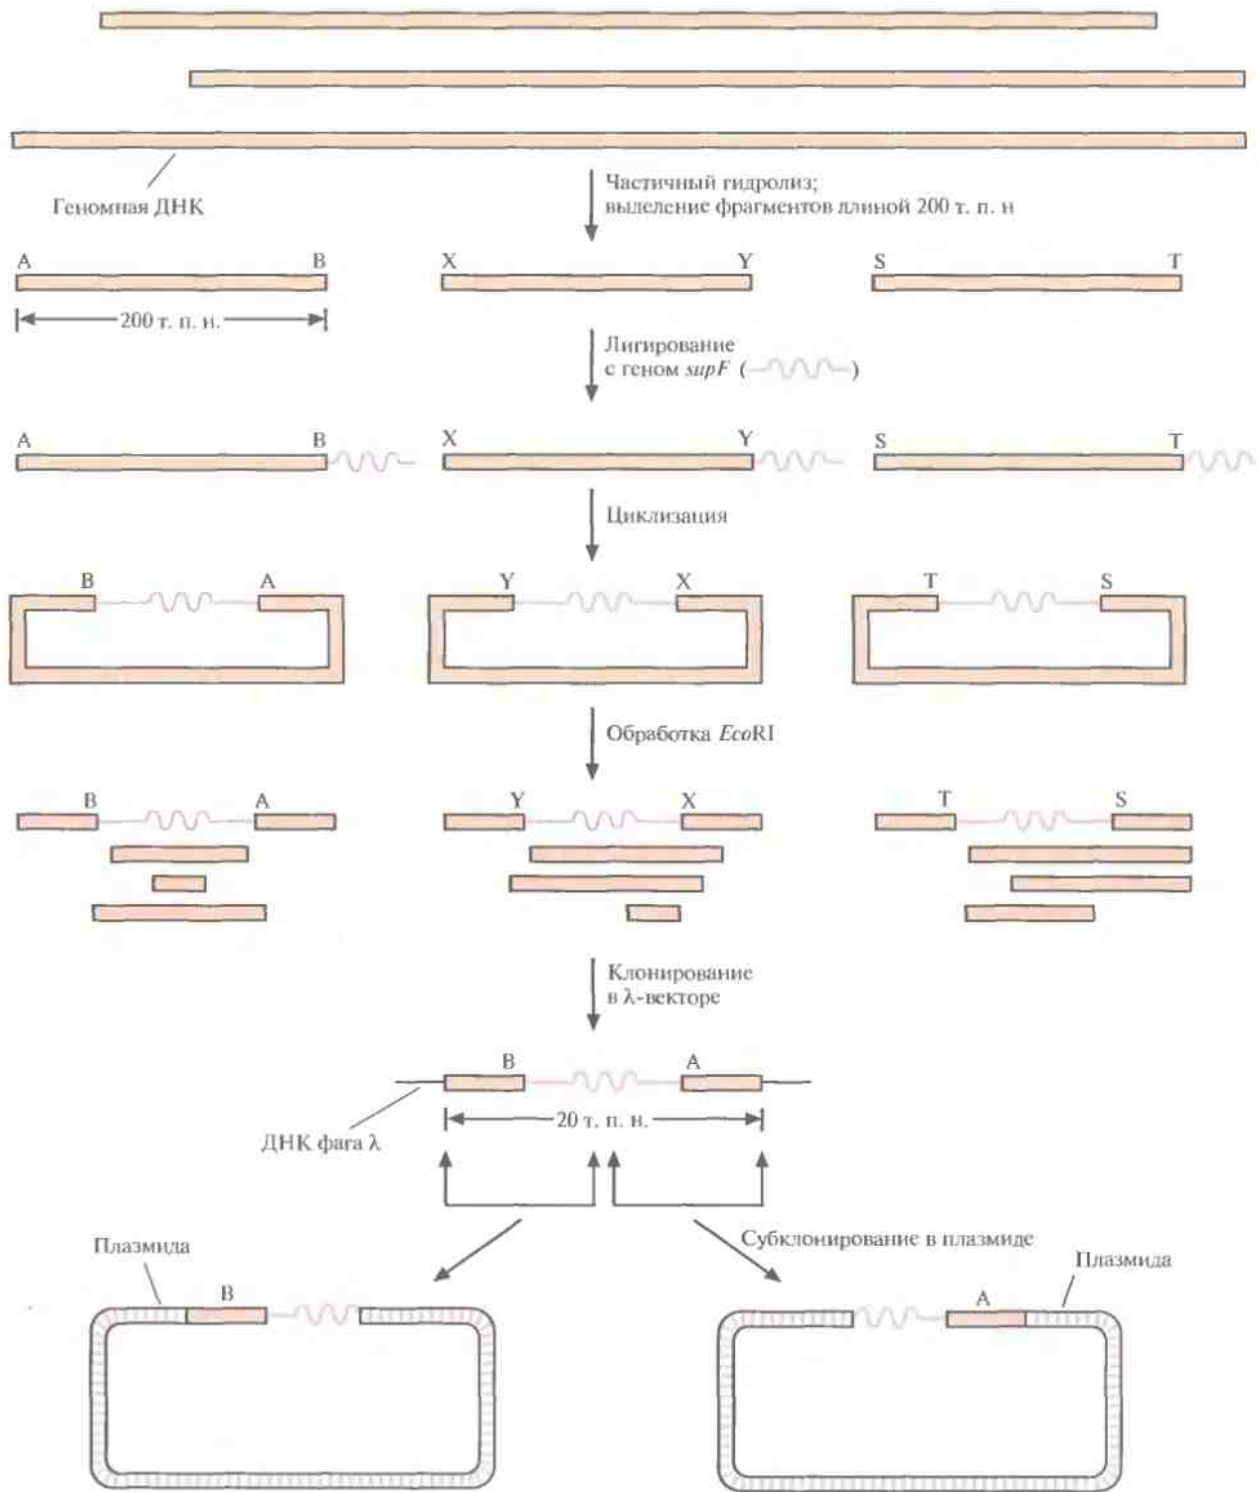 Частичный гидролиз;
выделение фрагментов длиной 200 т. п. н
Геномная ДНК
A B X Y S T
200 т. п. н.
Лигирование
с геном supF ( )
A B X Y S T
Циклизация
B A Y X T S
Обработка EcoRI
B A Y X T S
Клонирование
в λ-векторе
B A
20 т. п. н.
ДНК фага λ
Субклонирование в плазмиде
Плазмида
Плазмида
B A